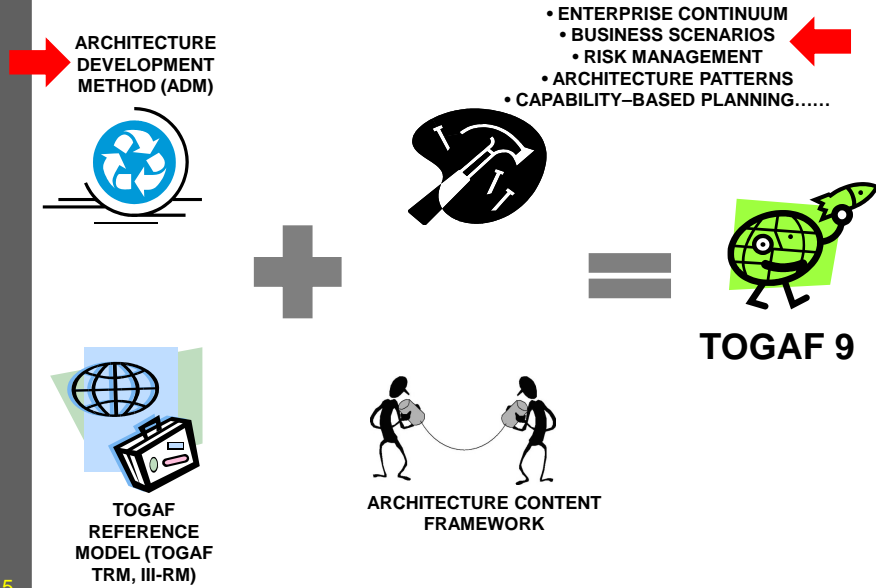 ARCHITECTURE
DEVELOPMENT
METHOD (ADM)
• ENTERPRISE CONTINUUM
• BUSINESS SCENARIOS
• RISK MANAGEMENT
• ARCHITECTURE PATTERNS
• CAPABILITY–BASED PLANNING……
TOGAF 9
TOGAF
REFERENCE
MODEL (TOGAF
TRM, III-RM)
ARCHITECTURE CONTENT
FRAMEWORK
5